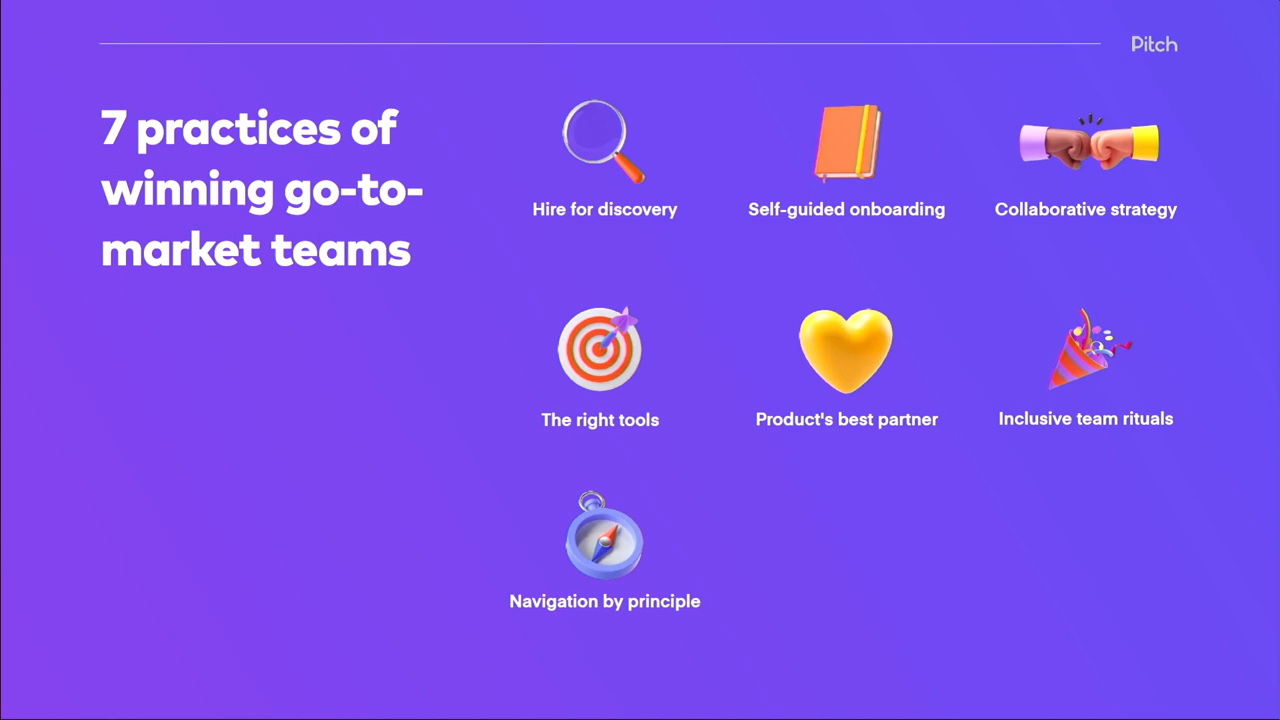 Pitch
7 practices of
winning go-to-
market teams
Hire for discovery
Self-guided onboarding
Collaborative strategy
The right tools
Product's best partner
Inclusive team rituals
Navigation by principle